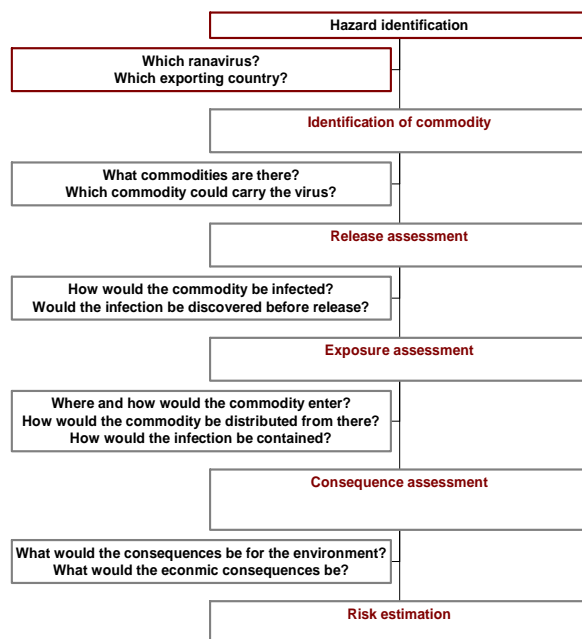 Hazard identification
Which ranavirus?
Which exporting country?
Identification of commodity
What commodities are there?
Which commodity could carry the virus?
Release assessment
How would the commodity be infected?
Would the infection be discovered before release?
Exposure assessment
Where and how would the commodity enter?
How would the commodity be distributed from there?
How would the infection be contained?
Consequence assessment
What would the consequences be for the environment?
What would the econmic consequences be?
Risk estimation